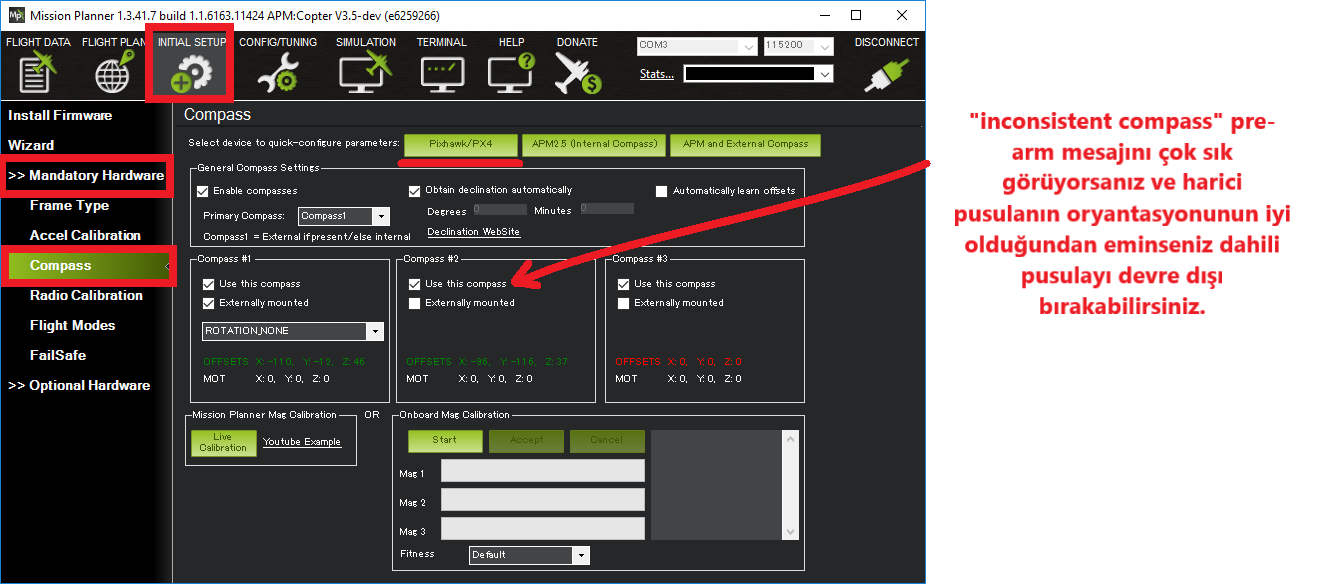 Mission Planner 1.3.41.7 build 1.1.6163.11424 APM:Copter V3.5-dev (e6259266)
FLIGHT DATA FLIGHT PLAN INITIAL SETUP CONFIG/TUNING SIMULATION TERMINAL HELP DONATE COM3 115200 DISCONNECT
Stats...
Install Firmware
Wizard
>> Mandatory Hardware
Frame Type
Accel Calibration
Compass
Radio Calibration
Flight Modes
FailSafe
>> Optional Hardware
Compass
Select device to quick-configure parameters: Pixhawk/PX4 APM2.5 (Internal Compass) APM and External Compass
General Compass Settings
Enable compasses Obtain declination automatically Automatically learn offsets
Primary Compass: Compass1 Degrees 0 Minutes 0
Compass1 = External if present/else internal Declination WebSite
Compass #1
Use this compass
Externally mounted
ROTATION_NONE
OFFSETS X: -110, Y: -12, Z: 46
MOT X: 0, Y: 0, Z: 0
Compass #2
Use this compass
Externally mounted
OFFSETS X: -96, Y: -116, Z: 37
MOT X: 0, Y: 0, Z: 0
Compass #3
Use this compass
Externally mounted
OFFSETS X: 0, Y: 0, Z: 0
MOT X: 0, Y: 0, Z: 0
Mission Planner Mag Calibration
Live
Calibration
Youtube Example
OR
Onboard Mag Calibration
Start Accept Cancel
Mag 1
Mag 2
Mag 3
Fitness Default
"inconsistent compass" pre-
arm mesajını çok sık
görüyorsanız ve harici
pusulanın oryantasyonunun iyi
olduğundan eminseniz dahili
pusulayı devre dışı
bırakabilirsiniz.